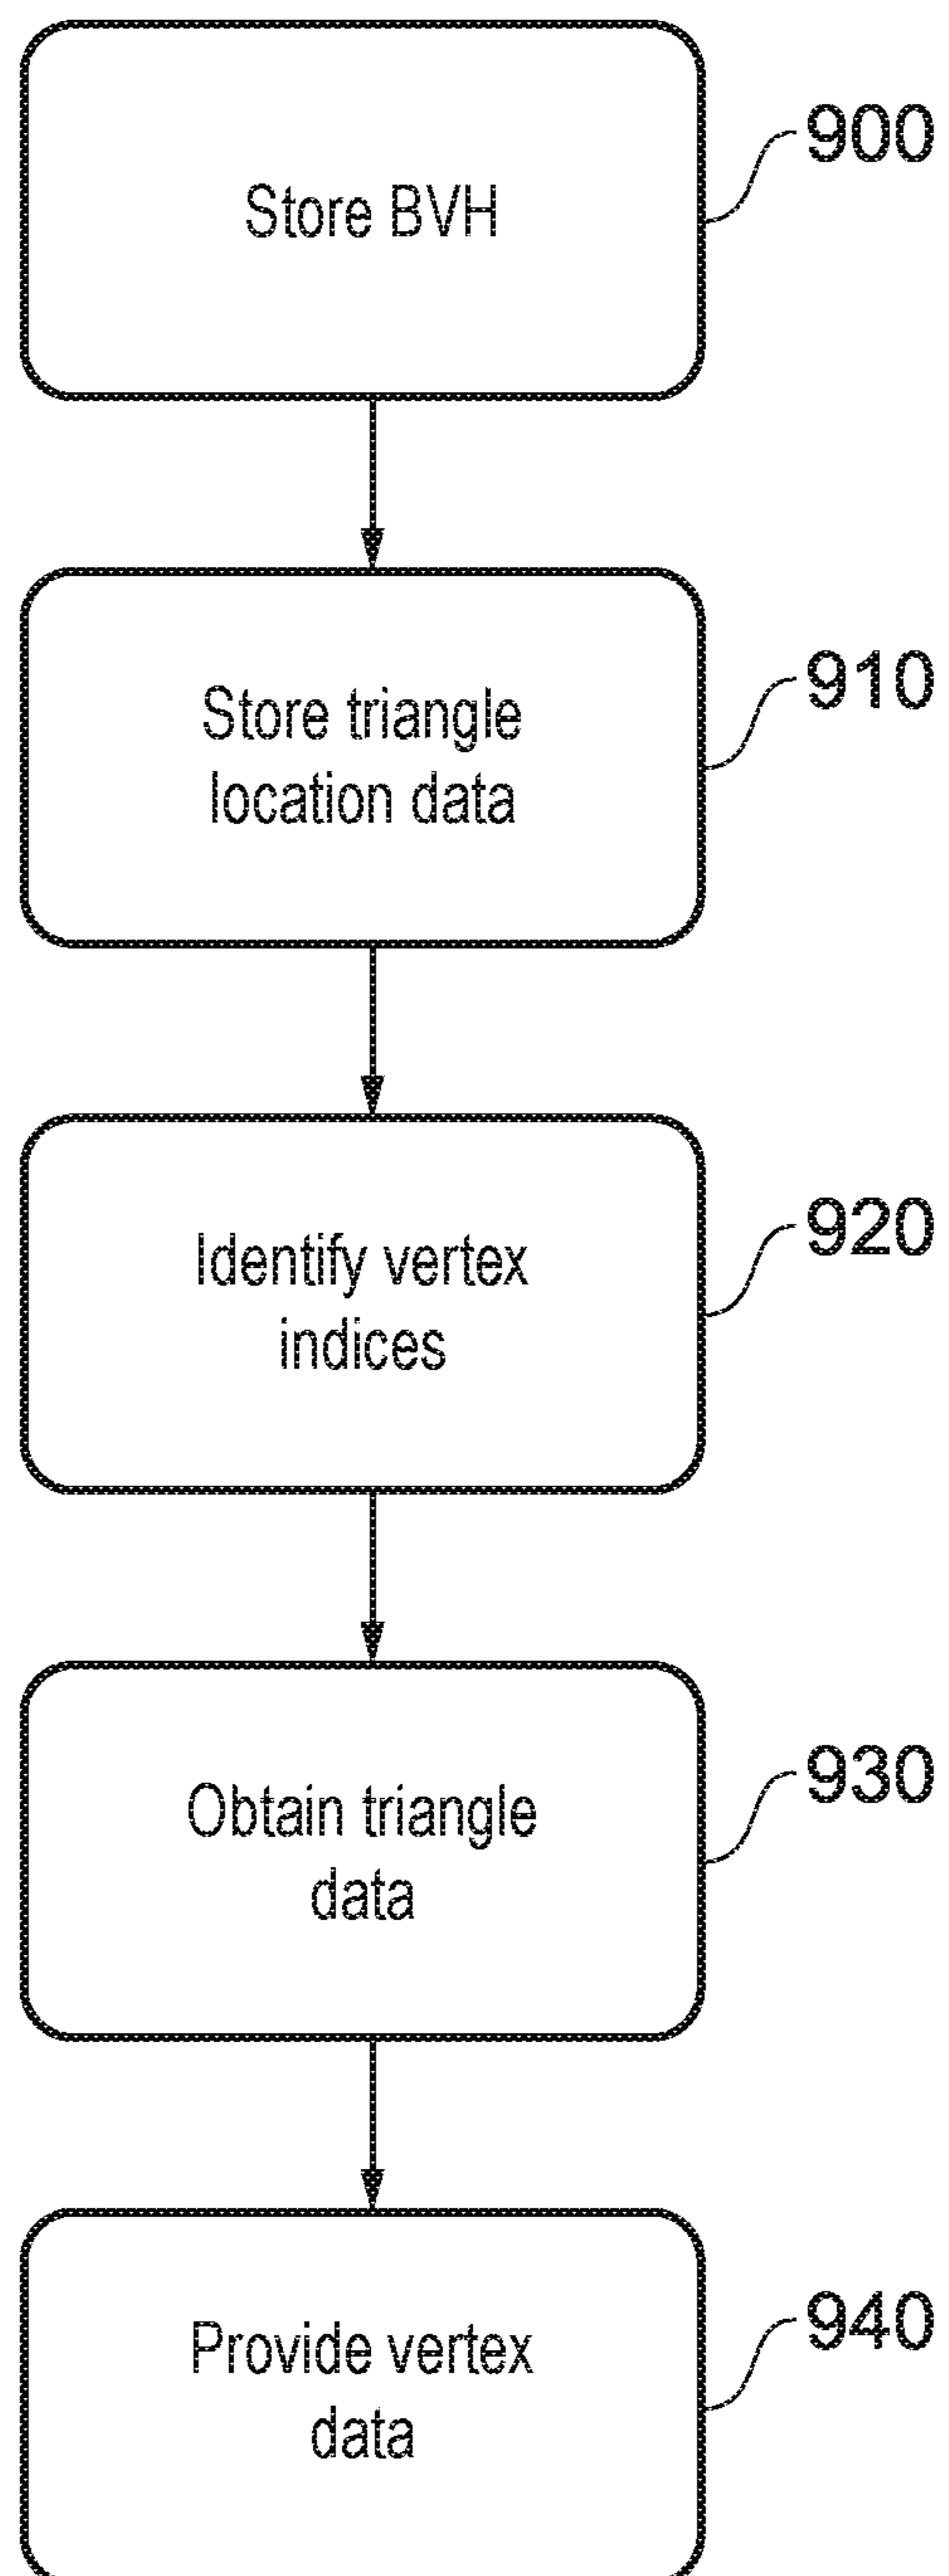 Store BVH
900
Store triangle
location data
910
Identify vertex
indices
920
Obtain triangle
data
930
Provide vertex
data
940